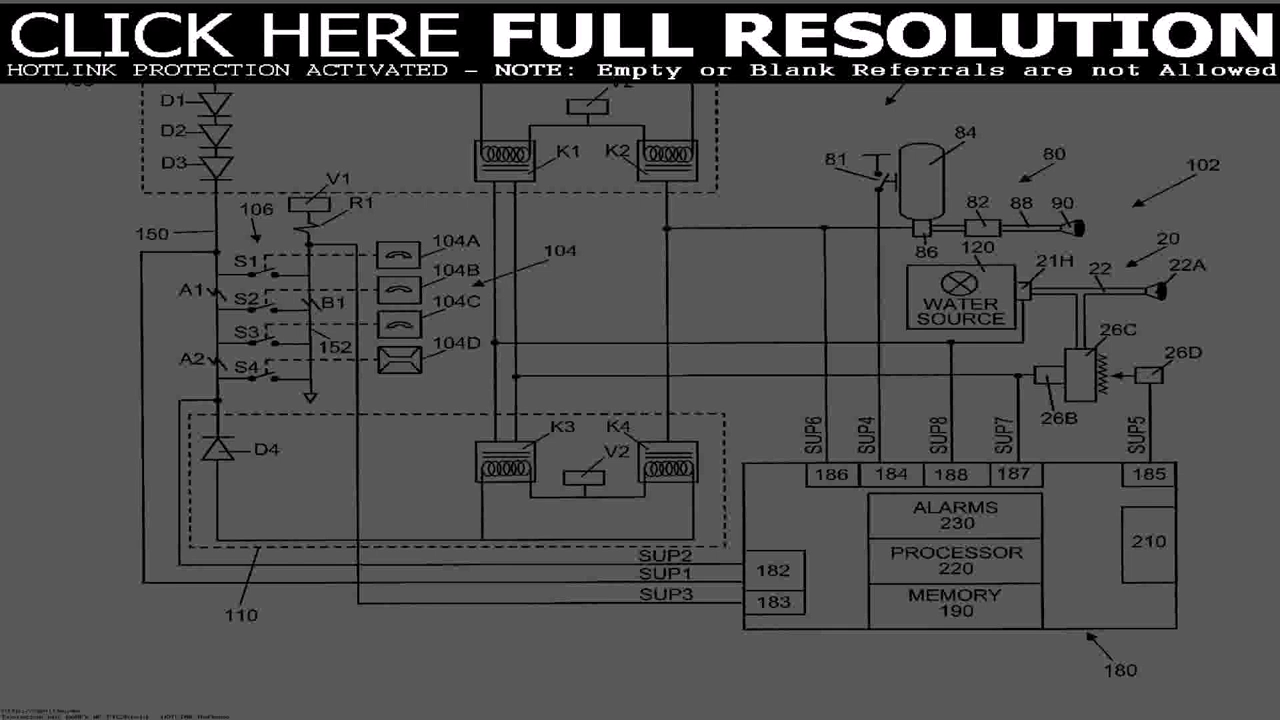 CLICK HERE FULL RESOLUTION
HOTLINK PROTECTION ACTIVATED – NOTE: Empty or Blank Referrals are not Allowed
D1
D2
D3
V1
R1
106
150
S1
A1
S2
B1
S3
152
A2
S4
104A
104B
104
104C
104D
K1
K2
84
81
80
102
82
88
90
86
120
20
21H
22
22A
WATER
SOURCE
26C
26D
26B
K3
K4
V2
D4
SUP6
SUP4
SUP8
SUP7
SUP5
186
184
188
187
185
ALARMS
230
PROCESSOR
220
MEMORY
190
210
SUP2
SUP1
SUP3
182
183
110
180